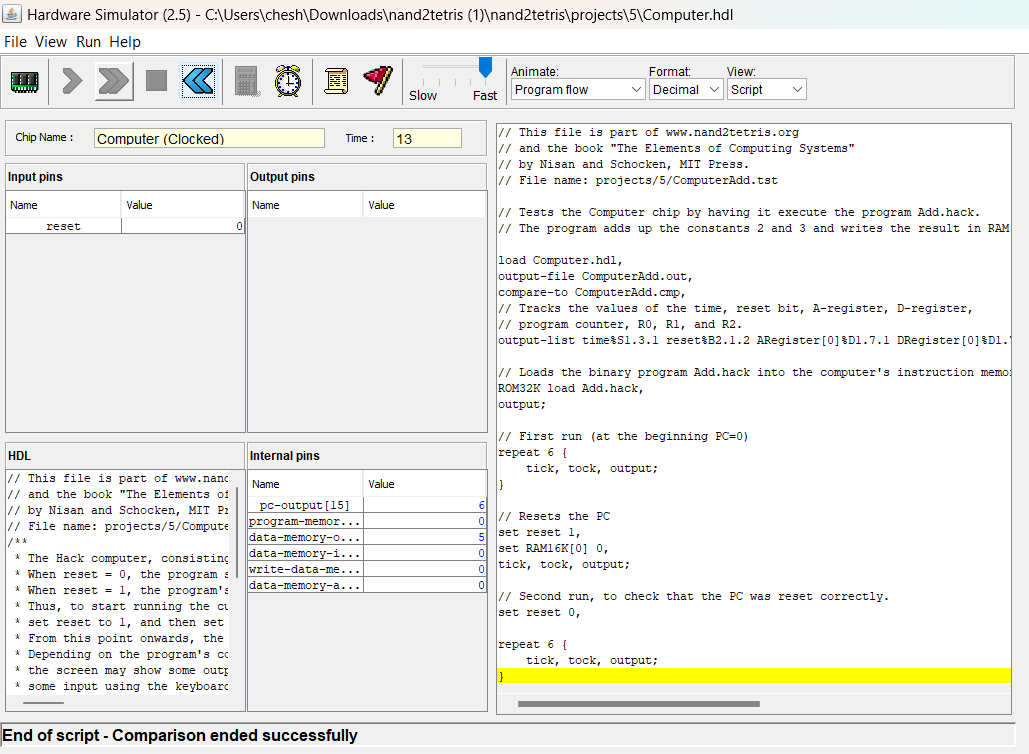 Hardware Simulator (2.5) - C:\Users\chesh\Downloads\nand2tetris (1)\nand2tetris\projects\5\Computer.hdl
File View Run Help
Slow Fast
Animate: Format: View:
Program flow Decimal Script
Chip Name : Computer (Clocked) Time : 13
Input pins
Name Value
reset 0
Output pins
Name Value
HDL
// This file is part of www.nand
// and the book "The Elements of
// by Nisan and Schocken, MIT Pr
// File name: projects/5/Compute
/**
* The Hack computer, consisting
* When reset = 0, the program s
* When reset = 1, the program's
* Thus, to start running the cu
* set reset to 1, and then set
* From this point onwards, the
* Depending on the program's co
* the screen may show some outp
* some input using the keyboard
Internal pins
Name Value
pc-output[15] 6
program-memor... 0
data-memory-o... 5
data-memory-i... 0
write-data-me... 0
data-memory-a... 0
// This file is part of www.nand2tetris.org
// and the book "The Elements of Computing Systems"
// by Nisan and Schocken, MIT Press.
// File name: projects/5/ComputerAdd.tst
// Tests the Computer chip by having it execute the program Add.hack.
// The program adds up the constants 2 and 3 and writes the result in RAM
load Computer.hdl,
output-file ComputerAdd.out,
compare-to ComputerAdd.cmp,
// Tracks the values of the time, reset bit, A-register, D-register,
// program counter, R0, R1, and R2.
output-list time%S1.3.1 reset%B2.1.2 ARegister[0]%D1.7.1 DRegister[0]%D1.
// Loads the binary program Add.hack into the computer's instruction memo
ROM32K load Add.hack,
output;
// First run (at the beginning PC=0)
repeat 6 {
tick, tock, output;
}
// Resets the PC
set reset 1,
set RAM16K[0] 0,
tick, tock, output;
// Second run, to check that the PC was reset correctly.
set reset 0,
repeat 6 {
tick, tock, output;
}
End of script - Comparison ended successfully